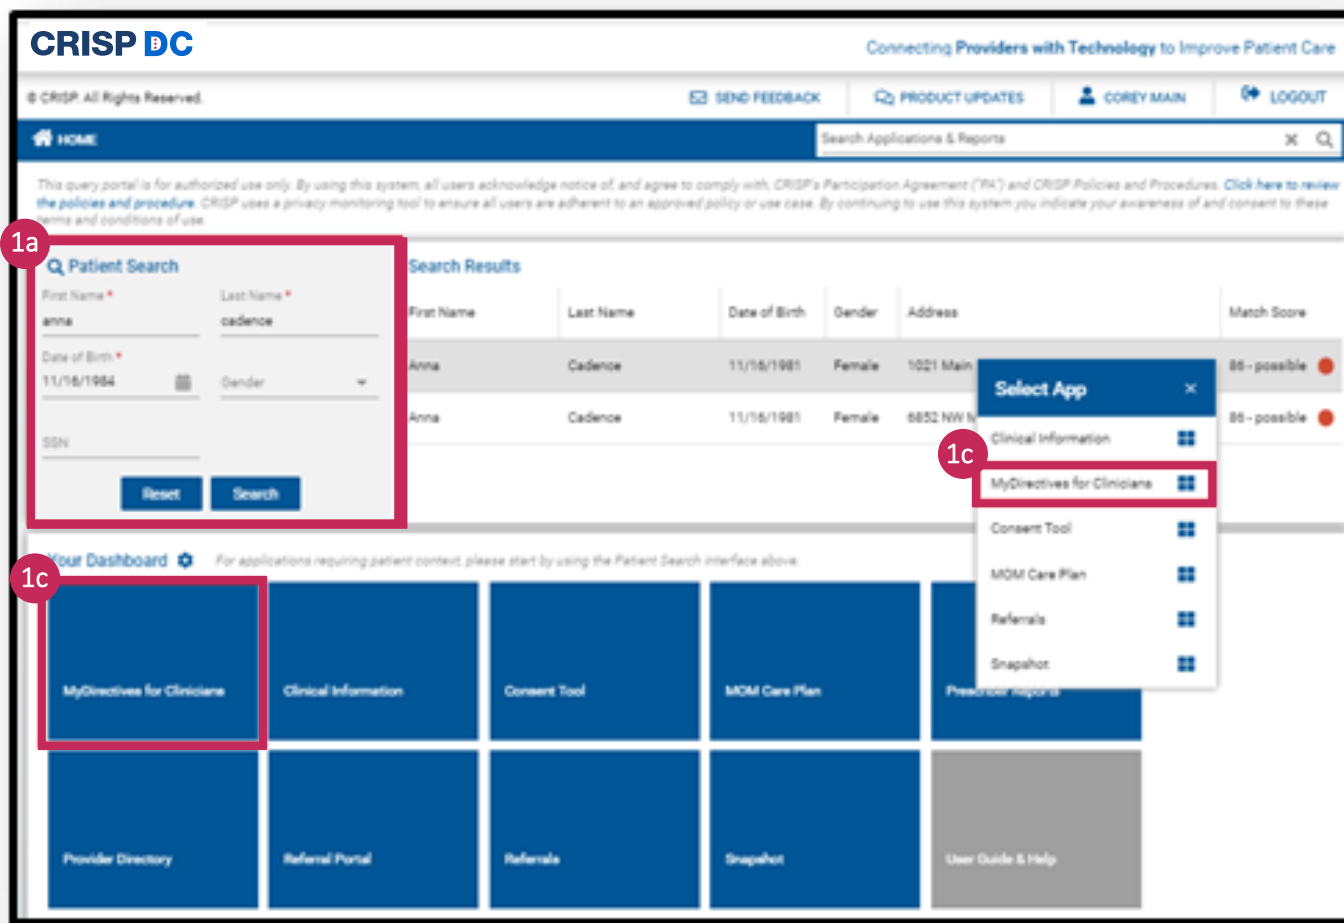 CRISP DC
Connecting Providers with Technology to Improve Patient Care
© CRISP. All Rights Reserved.
SEND FEEDBACK
PRODUCT UPDATES
COREY MAIN
LOGOUT
HOME
Search Applications & Reports
This query portal is for authorized use only. By using this system, all users acknowledge notice of, and agree to comply with, CRISP's Participation Agreement ("PA") and CRISP Policies and Procedures. Click here to review
the policies and procedure. CRISP uses a privacy monitoring tool to ensure all users are adherent to an approved policy or use case. By continuing to use this system you indicate your awareness of and consent to these
terms and conditions of use.
1a
Patient Search
First Name * Last Name *
anna cadence
Date of Birth *
11/16/1984 Gender
SSN
Reset Search
Search Results
First Name Last Name Date of Birth Gender Address Match Score
Anna Cadence 11/16/1981 Female 1021 Main 86 - possible
Anna Cadence 11/16/1981 Female 6852 NW 86 - possible
Select App
Clinical Information
1c
MyDirectives for Clinicians
Consent Tool
MOM Care Plan
Referrals
Snapshot
Your Dashboard For applications requiring patient context, please start by using the Patient Search interface above.
1c
MyDirectives for Clinicians Clinical Information Consent Tool MOM Care Plan Prescriber Reports
Provider Directory Referral Portal Referrals Snapshot User Guide & Help